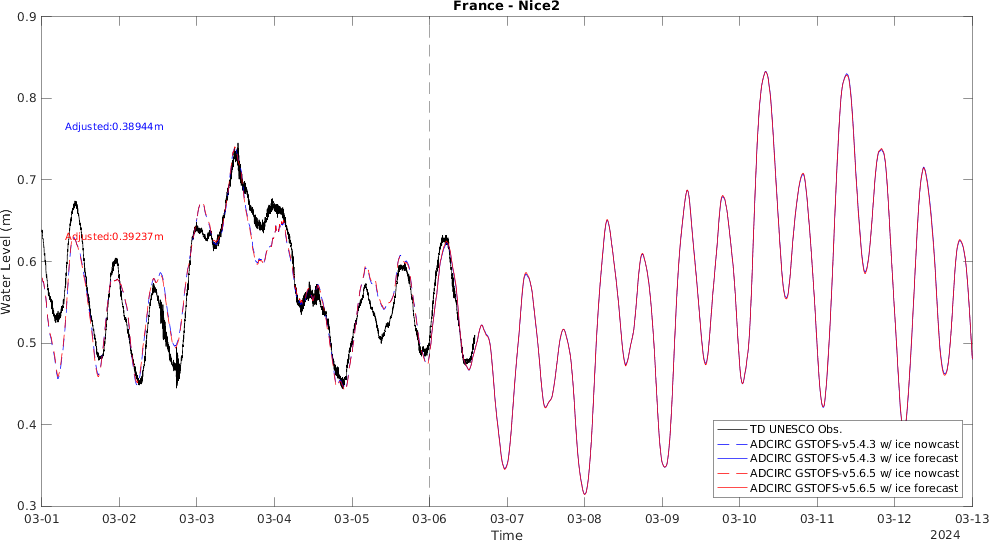 France - Nice2
0.9
0.8
0.7
0.6
0.5
0.4
0.3
Water Level (m)
Adjusted:0.38944m
Adjusted:0.39237m
TD UNESCO Obs.
ADCIRC GSTOFS-v5.4.3 w/ ice nowcast
ADCIRC GSTOFS-v5.4.3 w/ ice forecast
ADCIRC GSTOFS-v5.6.5 w/ ice nowcast
ADCIRC GSTOFS-v5.6.5 w/ ice forecast
03-01 03-02 03-03 03-04 03-05 03-06 03-07 03-08 03-09 03-10 03-11 03-12 03-13
Time
2024